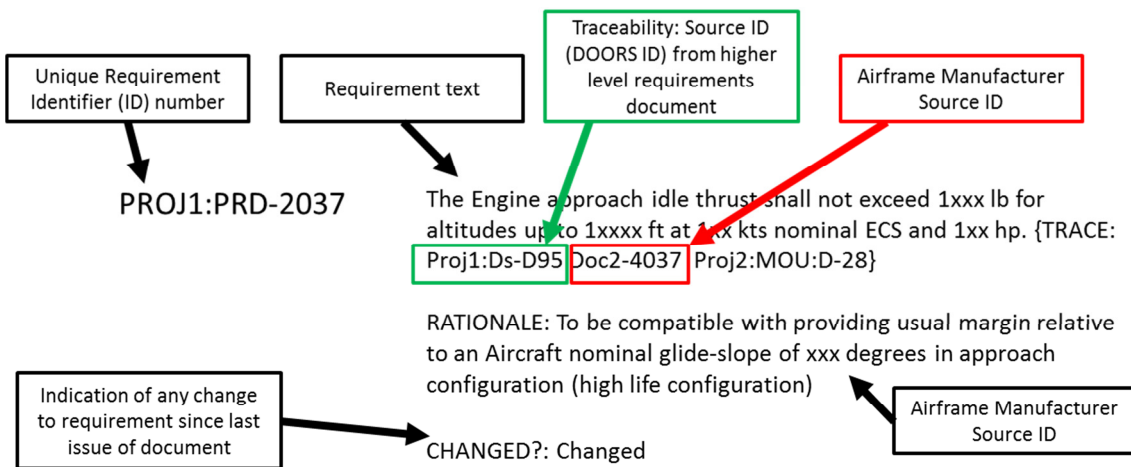 Traceability: Source ID
(DOORS ID) from higher
level requirements
document
Unique Requirement
Identifier (ID) number
Requirement text
Airframe Manufacturer
Source ID
PROJ1:PRD-2037
The Engine approach idle thrust shall not exceed 1xxx lb for
altitudes up to 1xxxx ft at 1xx kts nominal ECS and 1xx hp. {TRACE:
Proj1:Ds-D95 Doc2-4037 Proj2:MOU:D-28}
RATIONALE: To be compatible with providing usual margin relative
to an Aircraft nominal glide-slope of xxx degrees in approach
configuration (high life configuration)
Indication of any change
to requirement since last
issue of document
Airframe Manufacturer
Source ID
CHANGED?: Changed